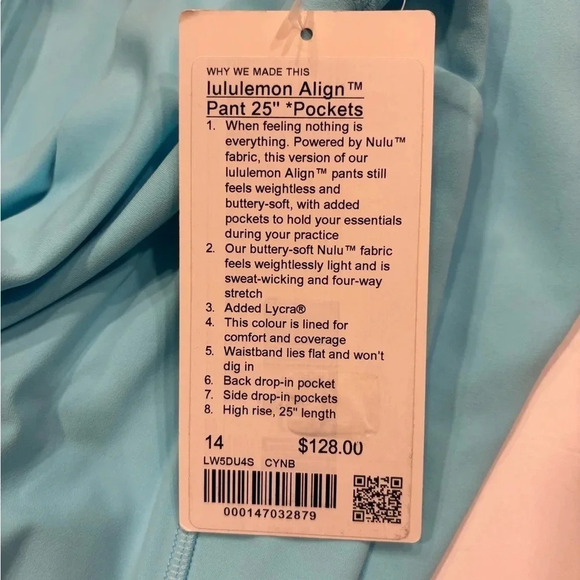 WHY WE MADE THIS
lululemon Align™
Pant 25" *Pockets
1. When feeling nothing is
everything. Powered by Nulu™
fabric, this version of our
lululemon Align™ pants still
feels weightless and
buttery-soft, with added
pockets to hold your essentials
during your practice
2. Our buttery-soft Nulu™ fabric
feels weightlessly light and is
sweat-wicking and four-way
stretch
3. Added Lycra®
4. This colour is lined for
comfort and coverage
5. Waistband lies flat and won't
dig in
6. Back drop-in pocket
7. Side drop-in pockets
8. High rise, 25" length
14 $128.00
LW5DU4S CYNB
000147032879